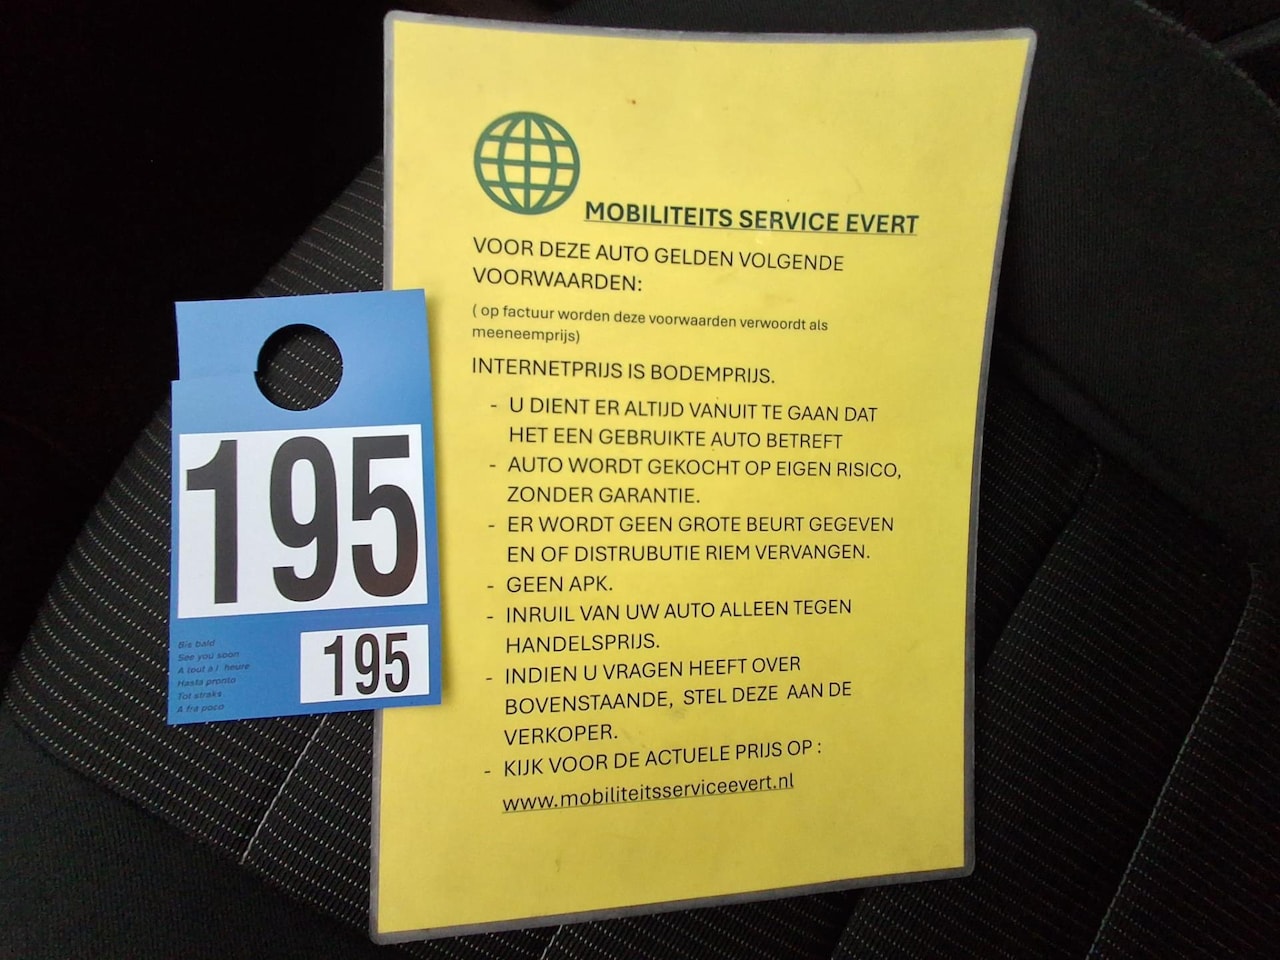 MOBILITEITS SERVICE EVERT
VOOR DEZE AUTO GELDEN VOLGENDE
VOORWAARDEN:
( op factuur worden deze voorwaarden verwoordt als
meeneemprijs)
INTERNETPRIJS IS BODEMPRIJS.
- U DIENT ER ALTIJD VANUIT TE GAAN DAT
HET EEN GEBRUIKTE AUTO BETREFT
- AUTO WORDT GEKOCHT OP EIGEN RISICO,
ZONDER GARANTIE.
- ER WORDT GEEN GROTE BEURT GEGEVEN
EN OF DISTRUBUTIE RIEM VERVANGEN.
- GEEN APK.
- INRUIL VAN UW AUTO ALLEEN TEGEN
HANDELSPRIJS.
- INDIEN U VRAGEN HEEFT OVER
BOVENSTAANDE, STEL DEZE AAN DE
VERKOPER.
- KIJK VOOR DE ACTUELE PRIJS OP :
www.mobiliteitsserviceevert.nl
195
195
Bis bald
See you soon
A tout à l heure
Hasta pronto
Tot straks
A fra poco